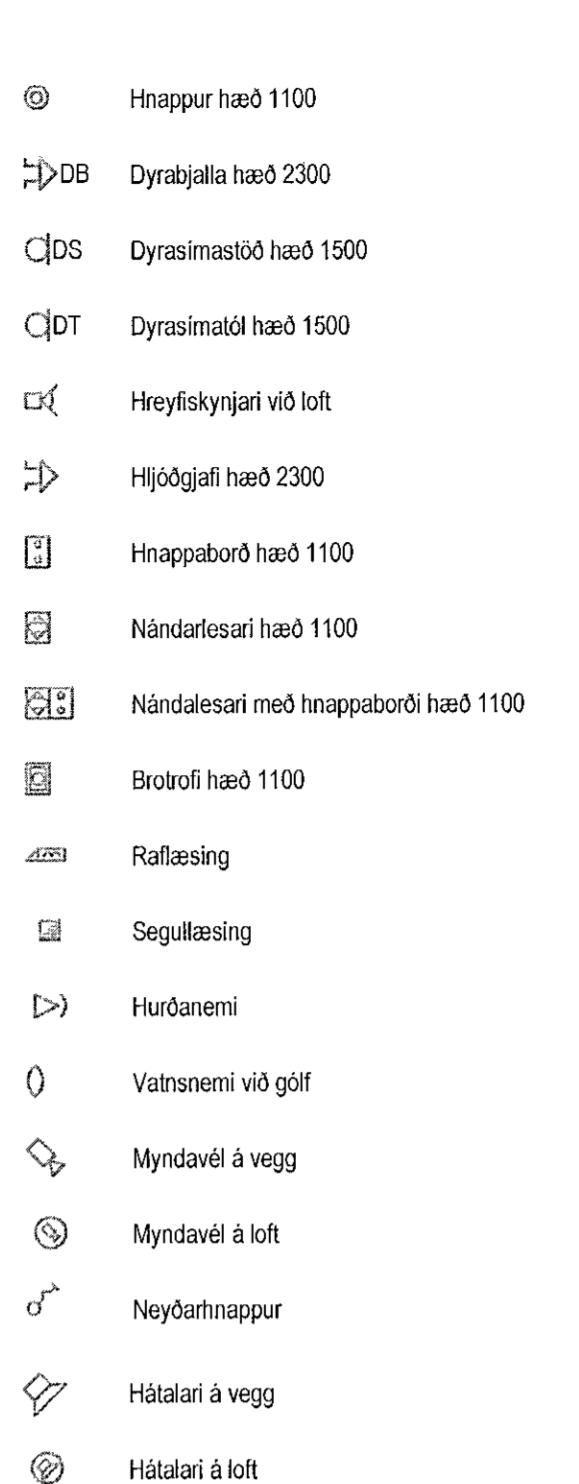 Hnappur hæð 1100
DB Dyrabjalla hæð 2300
DS Dyrasímastöð hæð 1500
DT Dyrasímatól hæð 1500
Hreyfiskynjari við loft
Hljóðgjafi hæð 2300
Hnappaborð hæð 1100
Nándarlesari hæð 1100
Nándalesari með hnappaborði hæð 1100
Brotrofi hæð 1100
Raflæsing
Segullæsing
Hurðanemi
Vatnsnemi við gólf
Myndavél á vegg
Myndavél á loft
Neyðarhnappur
Hátalari á vegg
Hátalari á loft